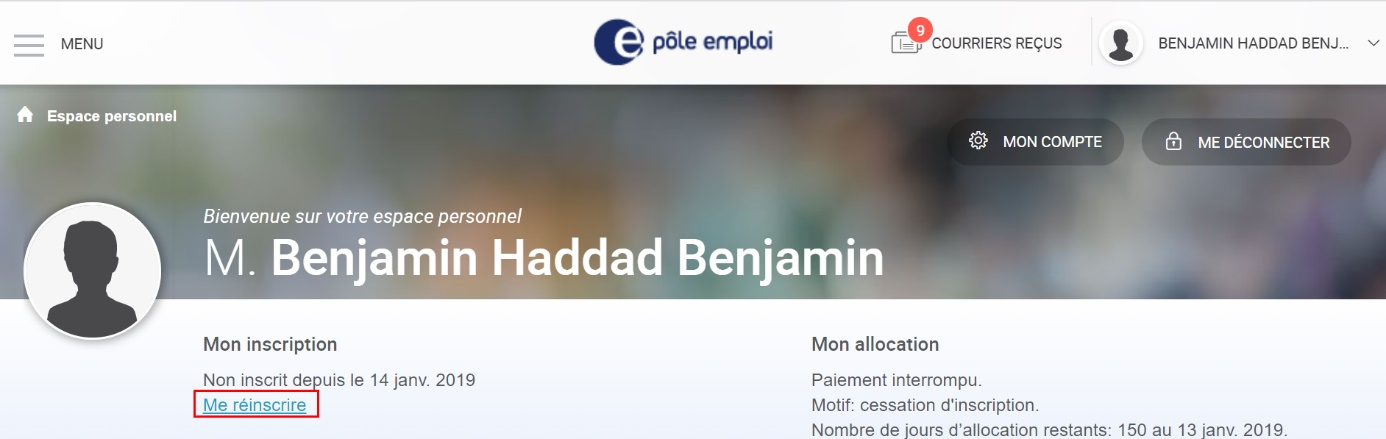 MENU
e pôle emploi
9
COURRIERS REÇUS
BENJAMIN HADDAD BENJ...
Espace personnel
MON COMPTE
ME DÉCONNECTER
Bienvenue sur votre espace personnel
M. Benjamin Haddad Benjamin
Mon inscription
Non inscrit depuis le 14 janv. 2019
Me réinscrire
Mon allocation
Paiement interrompu.
Motif: cessation d'inscription.
Nombre de jours d'allocation restants: 150 au 13 janv. 2019.